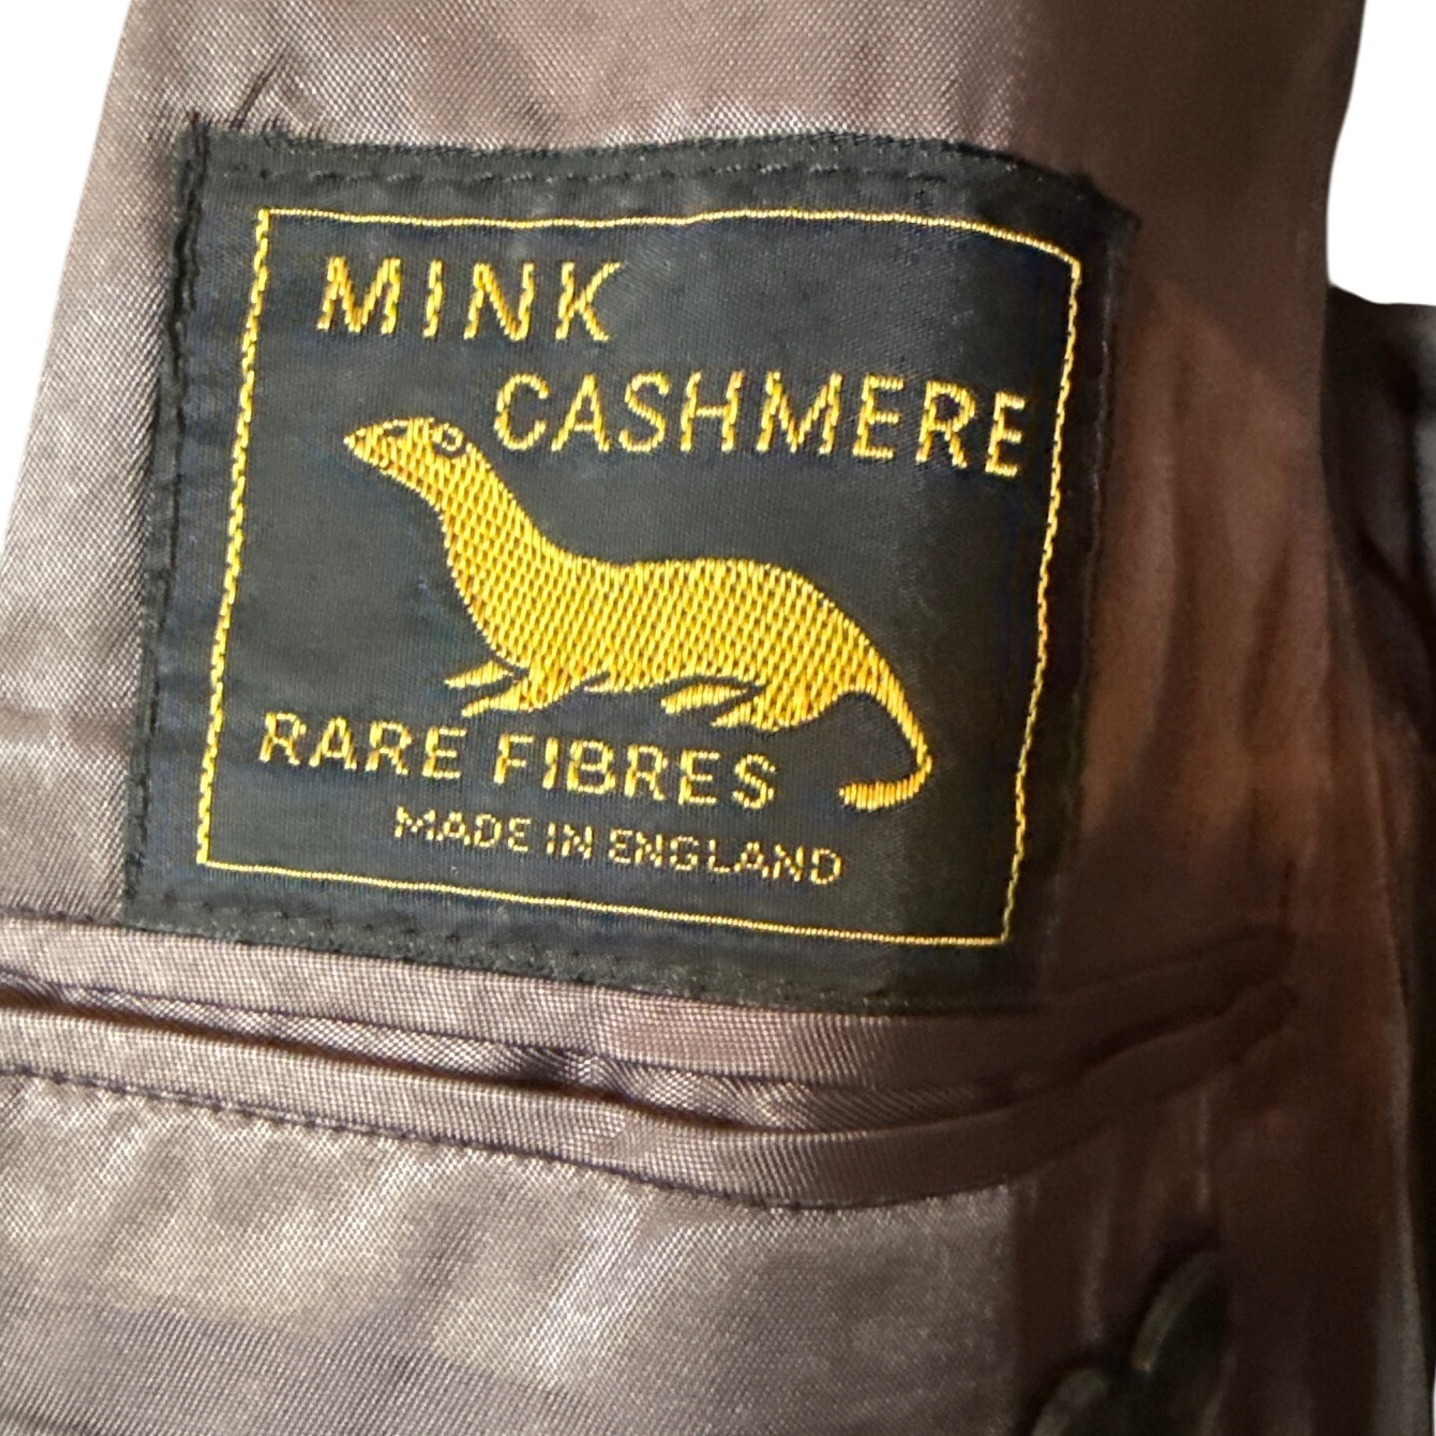 MINK
CASHMERE
RARE FIBRES
MADE IN ENGLAND